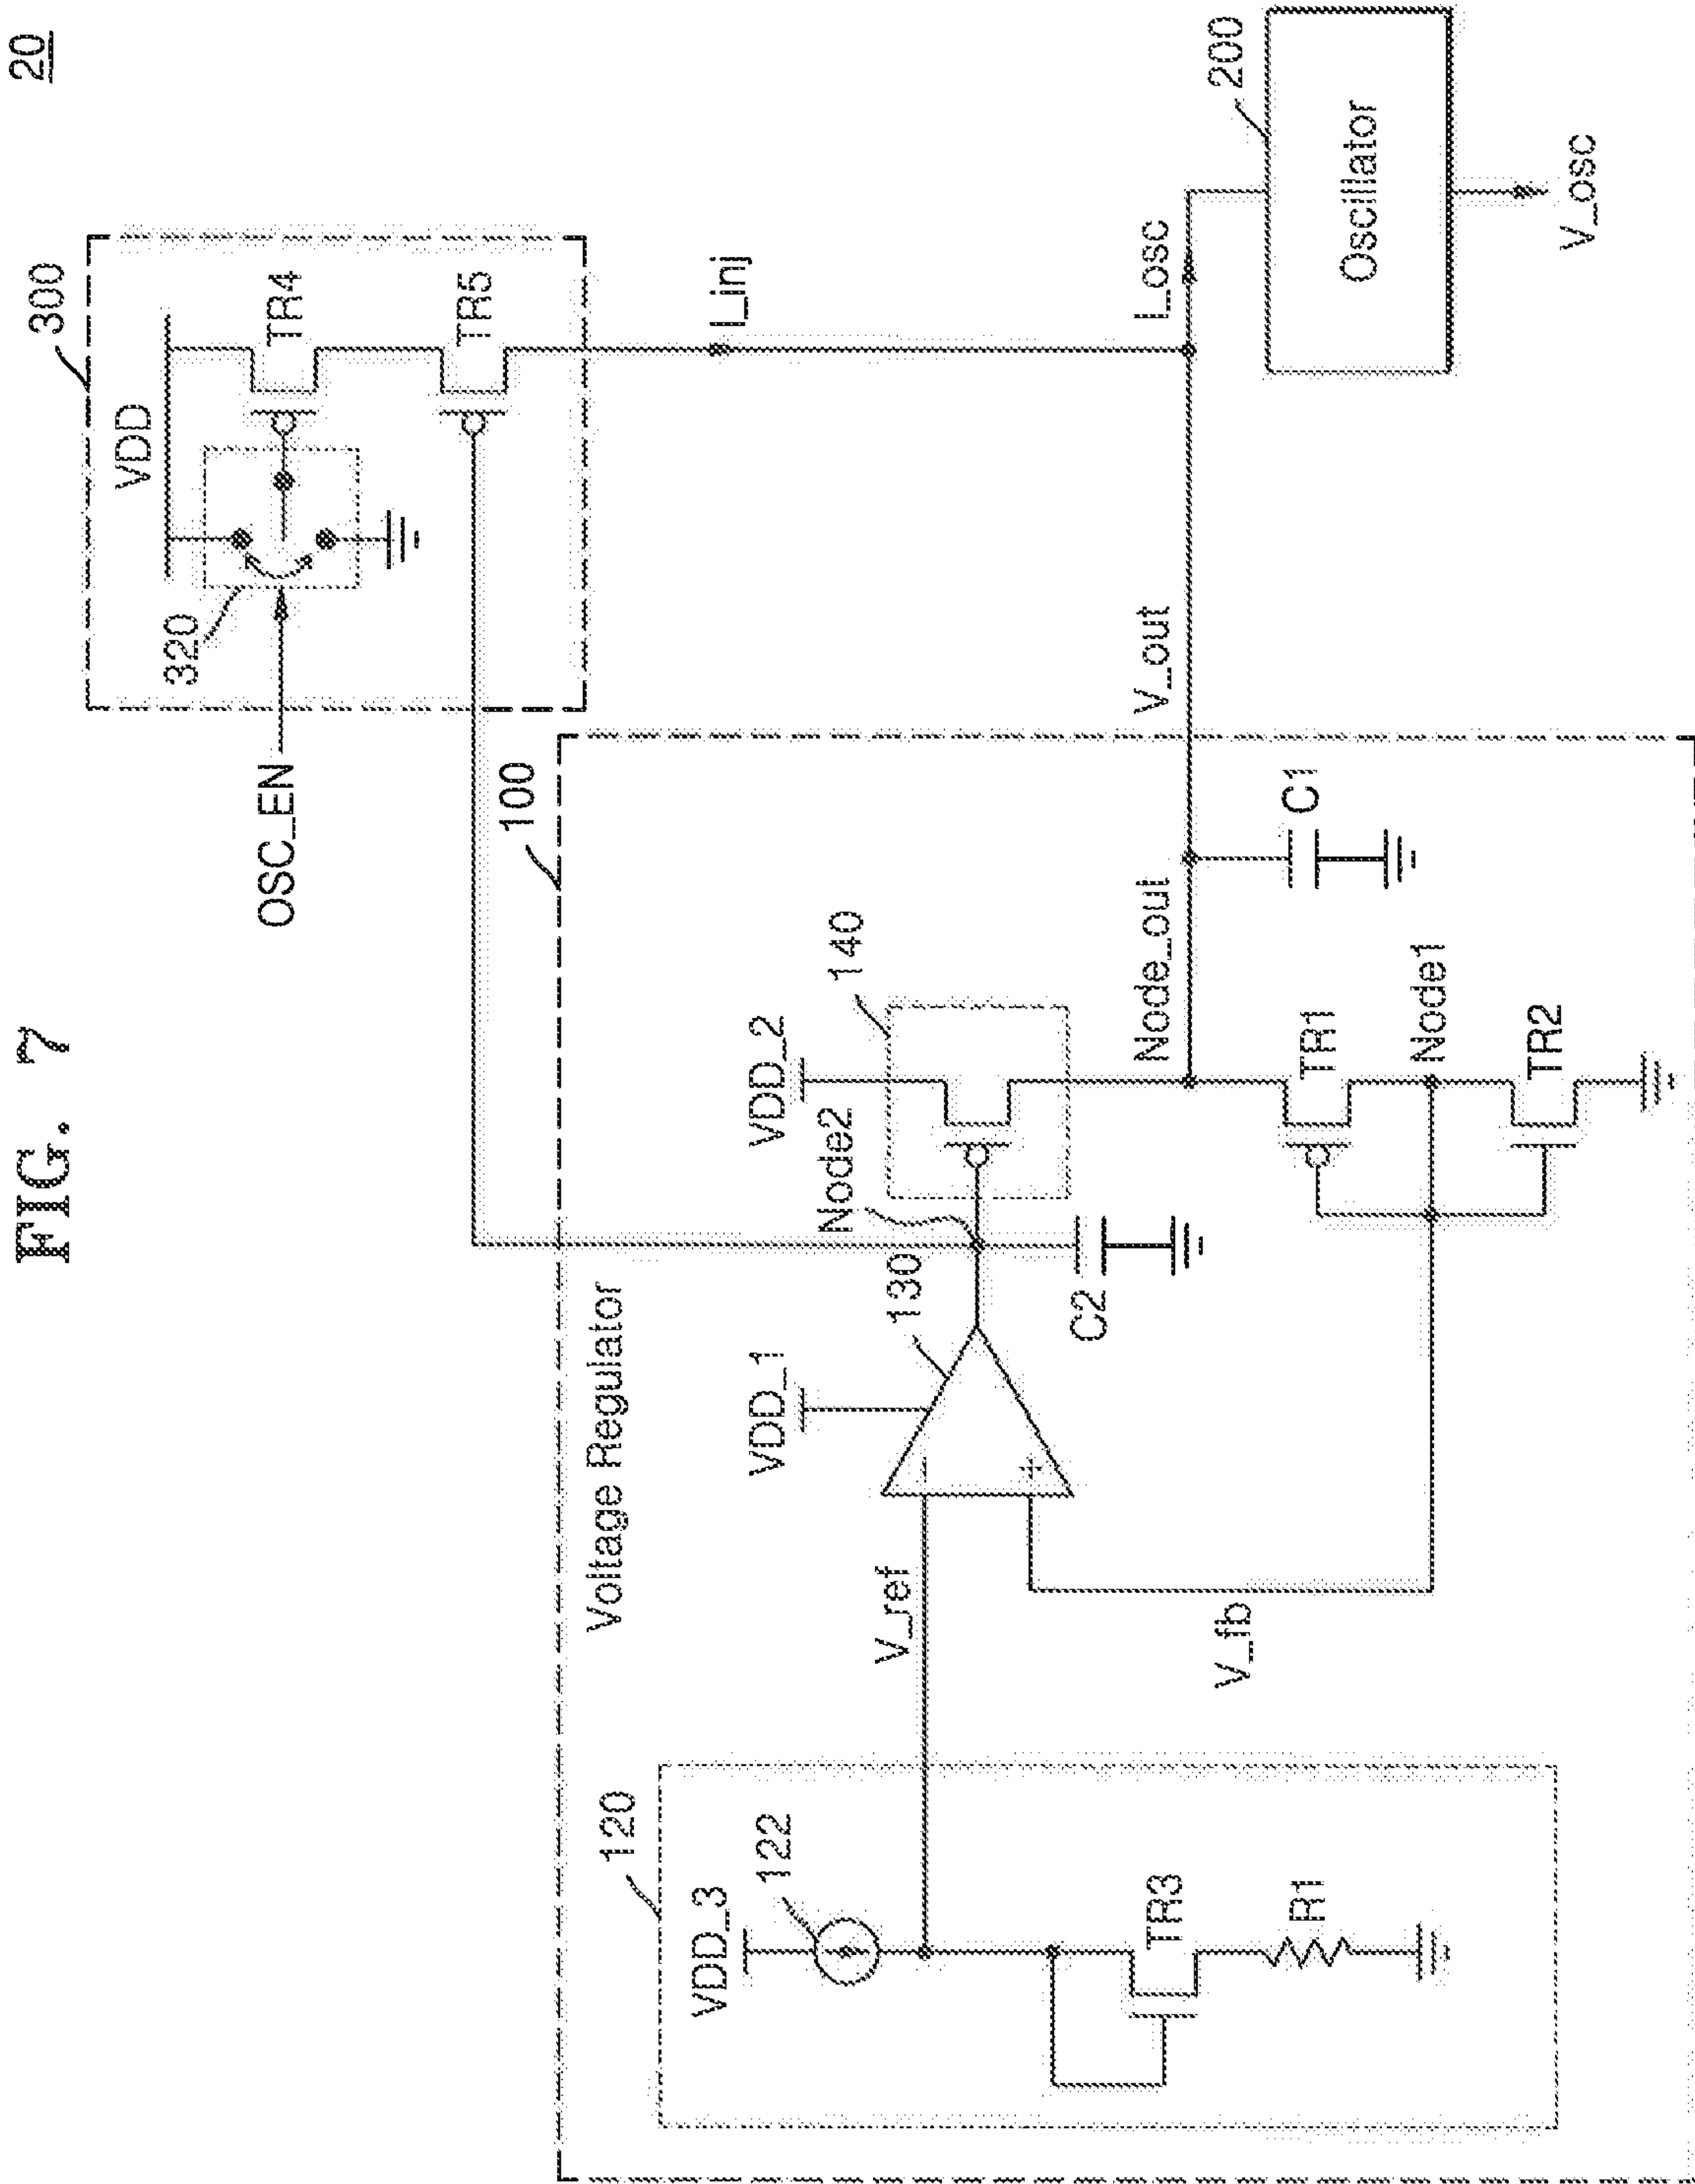 FIG. 7
20
300
VDD
320
TR4
OSC_EN
TR5
I_inj
100
Voltage Regulator
VDD_1
VDD_2
140
Node2
130
120
VDD_3
122
V_ref
C2
Node_out
V_out
I_osc
200
Oscillator
V_osc
C1
TR1
Node1
TR2
V_fb
TR3
R1
-
+